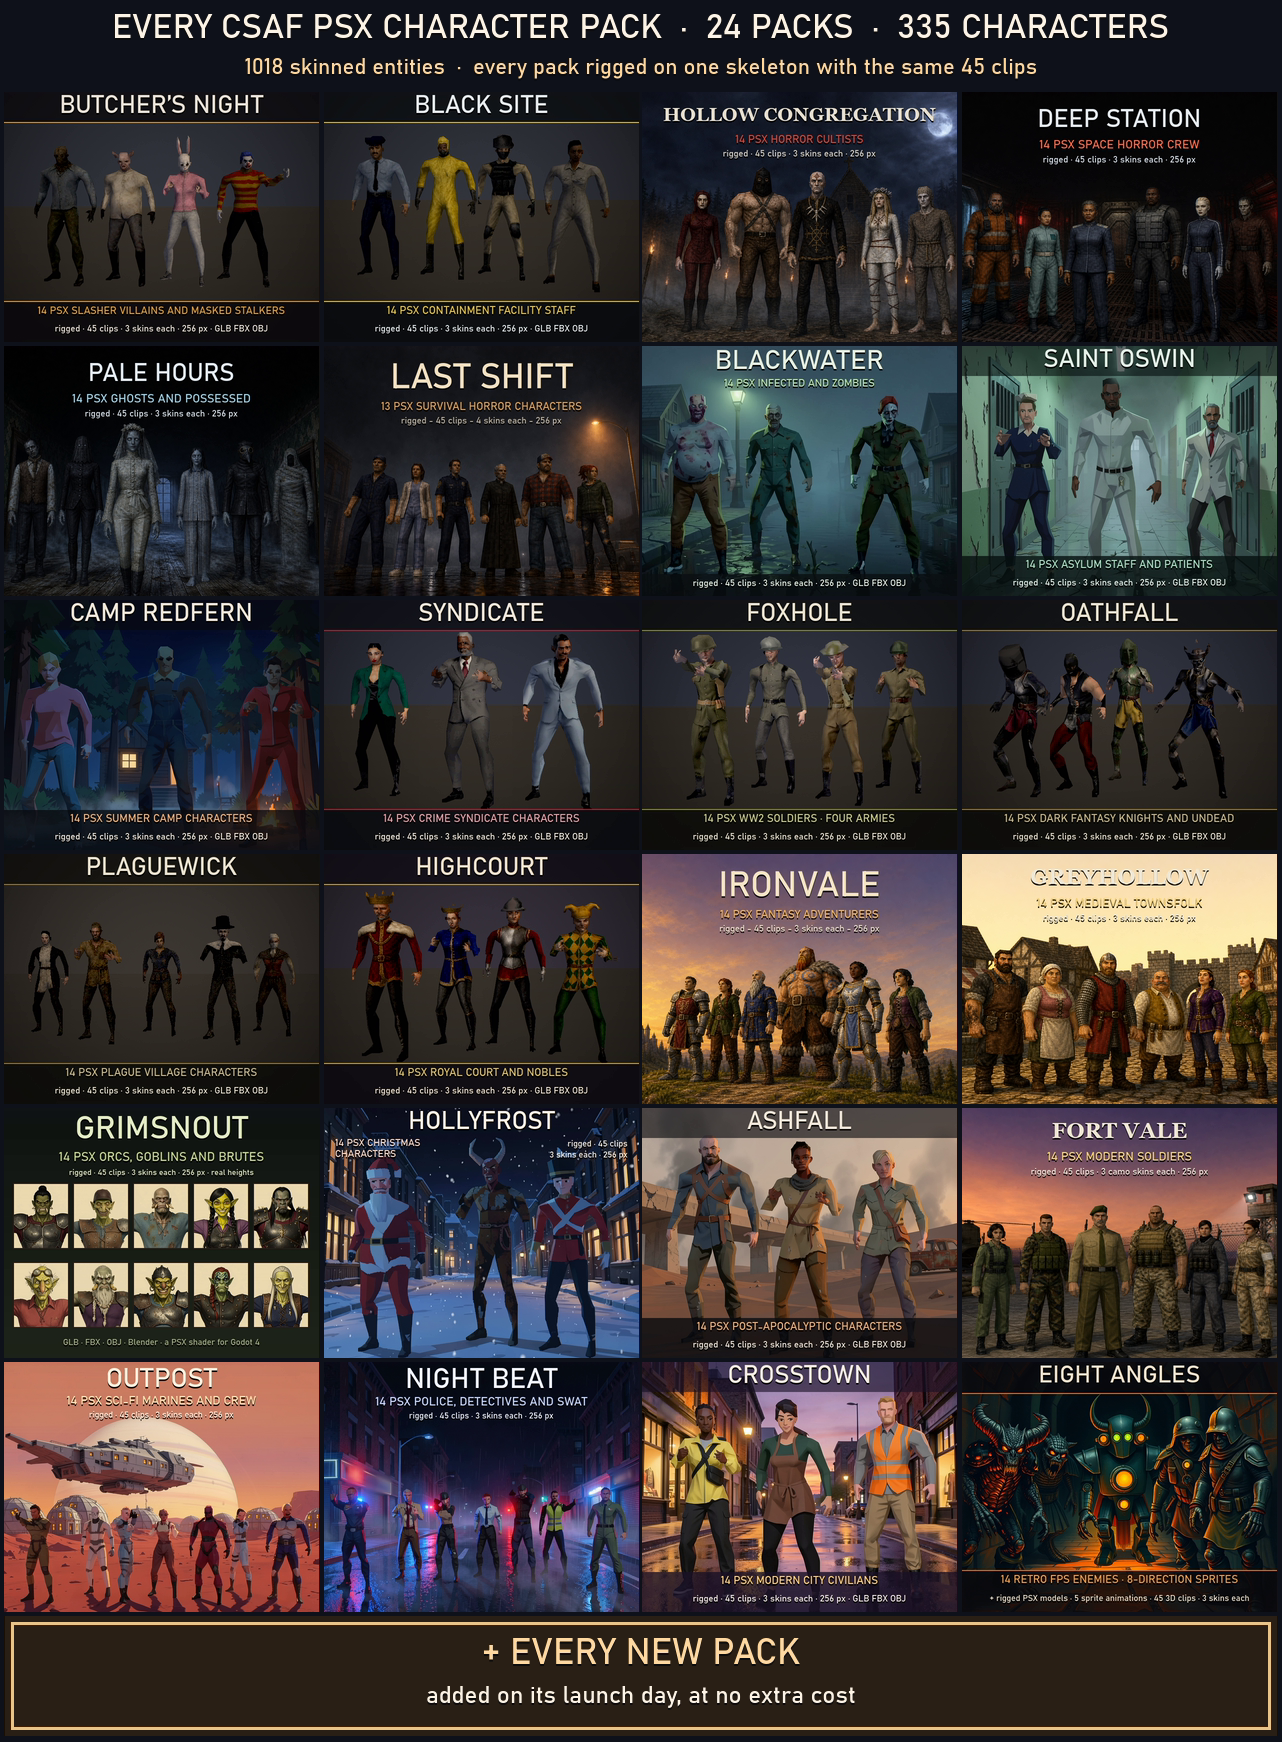 EVERY CSAF PSX CHARACTER PACK · 24 PACKS · 335 CHARACTERS
1018 skinned entities · every pack rigged on one skeleton with the same 45 clips
BUTCHER'S NIGHT
14 PSX SLASHER VILLAINS AND MASKED STALKERS
rigged · 45 clips · 3 skins each · 256 px · GLB FBX OBJ
BLACK SITE
14 PSX CONTAINMENT FACILITY STAFF
rigged · 45 clips · 3 skins each · 256 px · GLB FBX OBJ
HOLLOW CONGREGATION
14 PSX HORROR CULTISTS
rigged · 45 clips · 3 skins each · 256 px
DEEP STATION
14 PSX SPACE HORROR CREW
rigged · 45 clips · 3 skins each · 256 px
PALE HOURS
14 PSX GHOSTS AND POSSESSED
rigged · 45 clips · 3 skins each · 256 px
LAST SHIFT
13 PSX SURVIVAL HORROR CHARACTERS
rigged - 45 clips - 4 skins each - 256 px
BLACKWATER
14 PSX INFECTED AND ZOMBIES
rigged · 45 clips · 3 skins each · 256 px · GLB FBX OBJ
SAINT OSWIN
14 PSX ASYLUM STAFF AND PATIENTS
rigged · 45 clips · 3 skins each · 256 px · GLB FBX OBJ
CAMP REDFERN
14 PSX SUMMER CAMP CHARACTERS
rigged · 45 clips · 3 skins each · 256 px · GLB FBX OBJ
SYNDICATE
14 PSX CRIME SYNDICATE CHARACTERS
rigged · 45 clips · 3 skins each · 256 px · GLB FBX OBJ
FOXHOLE
14 PSX WW2 SOLDIERS · FOUR ARMIES
rigged · 45 clips · 3 skins each · 256 px · GLB FBX OBJ
OATHFALL
14 PSX DARK FANTASY KNIGHTS AND UNDEAD
rigged · 45 clips · 3 skins each · 256 px · GLB FBX OBJ
PLAGUEWICK
14 PSX PLAGUE VILLAGE CHARACTERS
rigged · 45 clips · 3 skins each · 256 px · GLB FBX OBJ
HIGHCOURT
14 PSX ROYAL COURT AND NOBLES
rigged · 45 clips · 3 skins each · 256 px · GLB FBX OBJ
IRONVALE
14 PSX FANTASY ADVENTURERS
rigged - 45 clips - 3 skins each - 256 px
GREYHOLLOW
14 PSX MEDIEVAL TOWNSFOLK
rigged · 45 clips · 3 skins each · 256 px
GRIMSNOUT
14 PSX ORCS, GOBLINS AND BRUTES
rigged · 45 clips · 3 skins each · 256 px · real heights
GLB · FBX · OBJ · Blender · a PSX shader for Godot 4
HOLLYFROST
14 PSX CHRISTMAS
CHARACTERS
rigged · 45 clips
3 skins each · 256 px
ASHFALL
14 PSX POST-APOCALYPTIC CHARACTERS
rigged · 45 clips · 3 skins each · 256 px · GLB FBX OBJ
FORT VALE
14 PSX MODERN SOLDIERS
rigged · 45 clips · 3 camo skins each · 256 px
OUTPOST
14 PSX SCI-FI MARINES AND CREW
rigged · 45 clips · 3 skins each · 256 px
NIGHT BEAT
14 PSX POLICE, DETECTIVES AND SWAT
rigged · 45 clips · 3 skins each · 256 px
CROSSTOWN
14 PSX MODERN CITY CIVILIANS
rigged · 45 clips · 3 skins each · 256 px · GLB FBX OBJ
EIGHT ANGLES
14 RETRO FPS ENEMIES · 8-DIRECTION SPRITES
+ rigged PSX models · 5 sprite animations · 45 3D clips · 3 skins each
+ EVERY NEW PACK
added on its launch day, at no extra cost